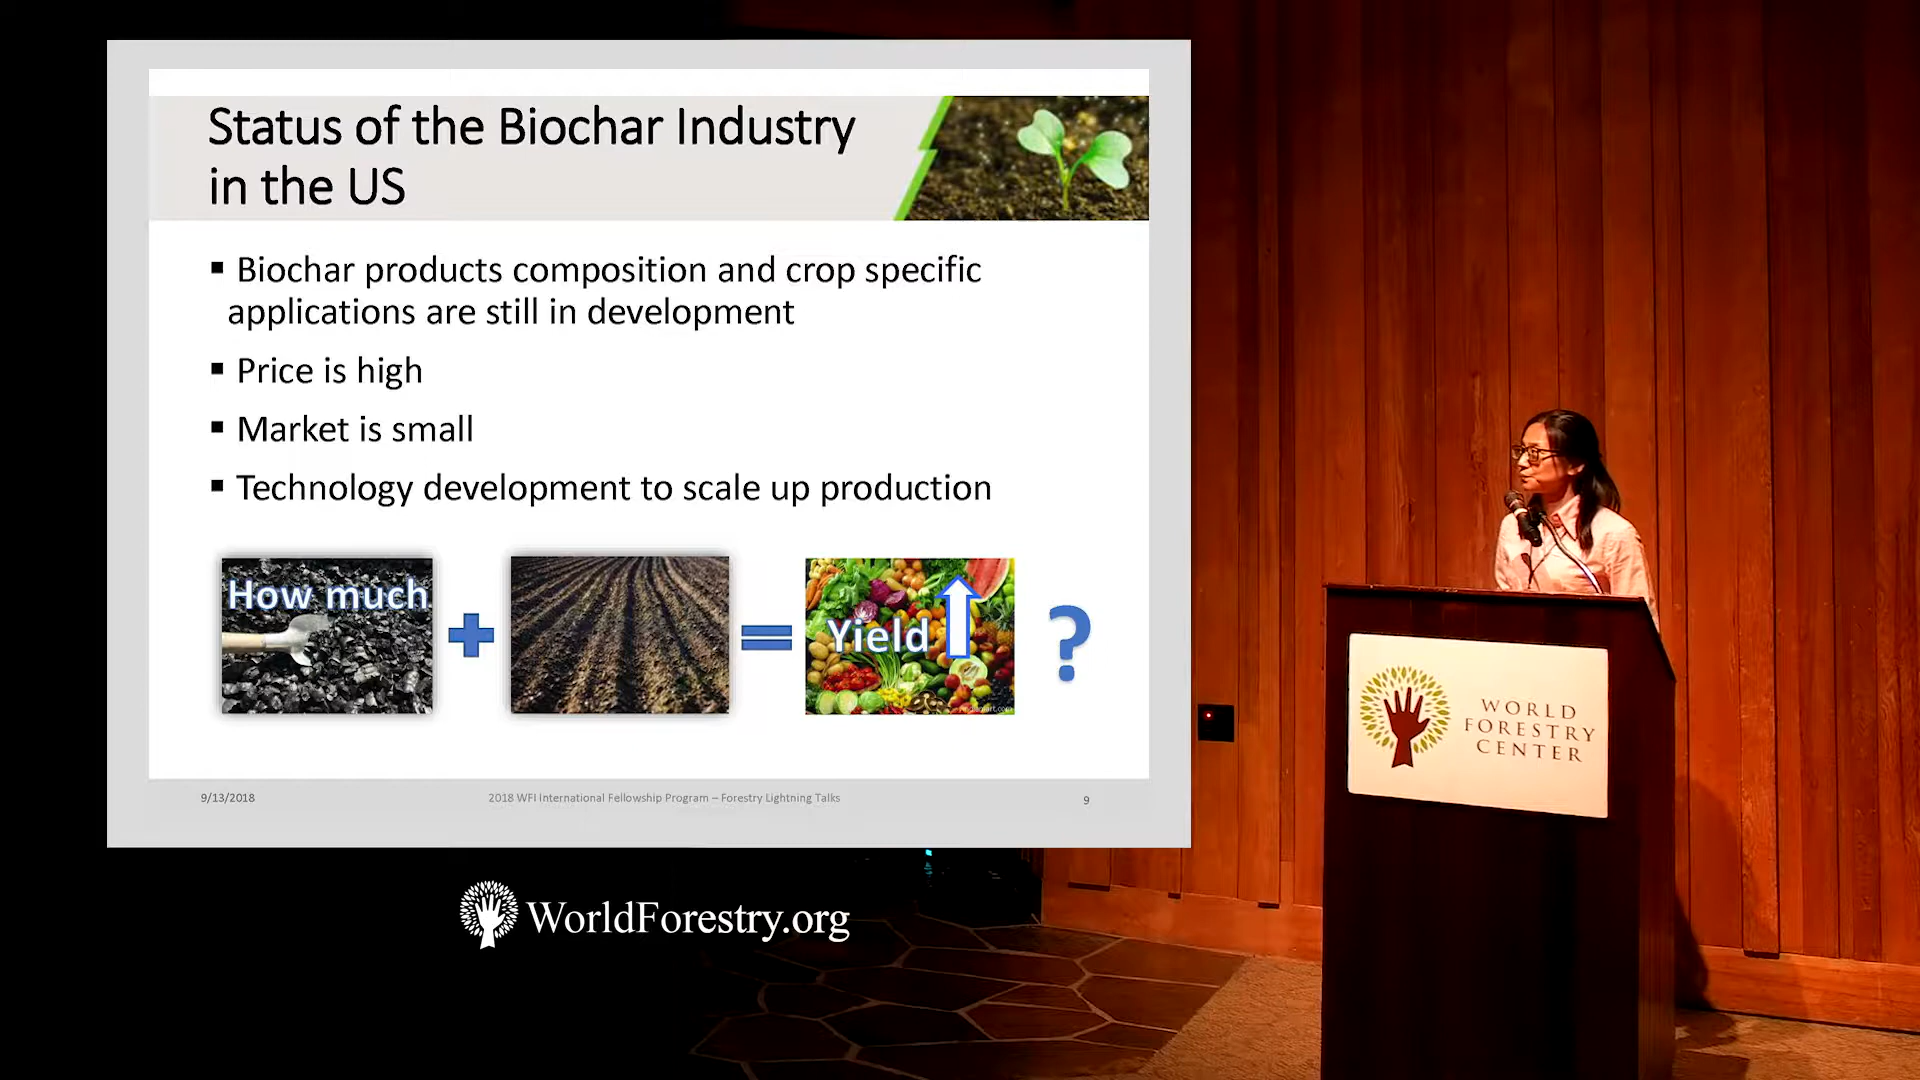 Status of the Biochar Industry
in the US
▪ Biochar products composition and crop specific
applications are still in development
▪ Price is high
▪ Market is small
▪ Technology development to scale up production
How much
+
=
Yield
?
9/13/2018
2018 WFI International Fellowship Program – Forestry Lightning Talks
9
WorldForestry.org
WORLD
FORESTRY
CENTER